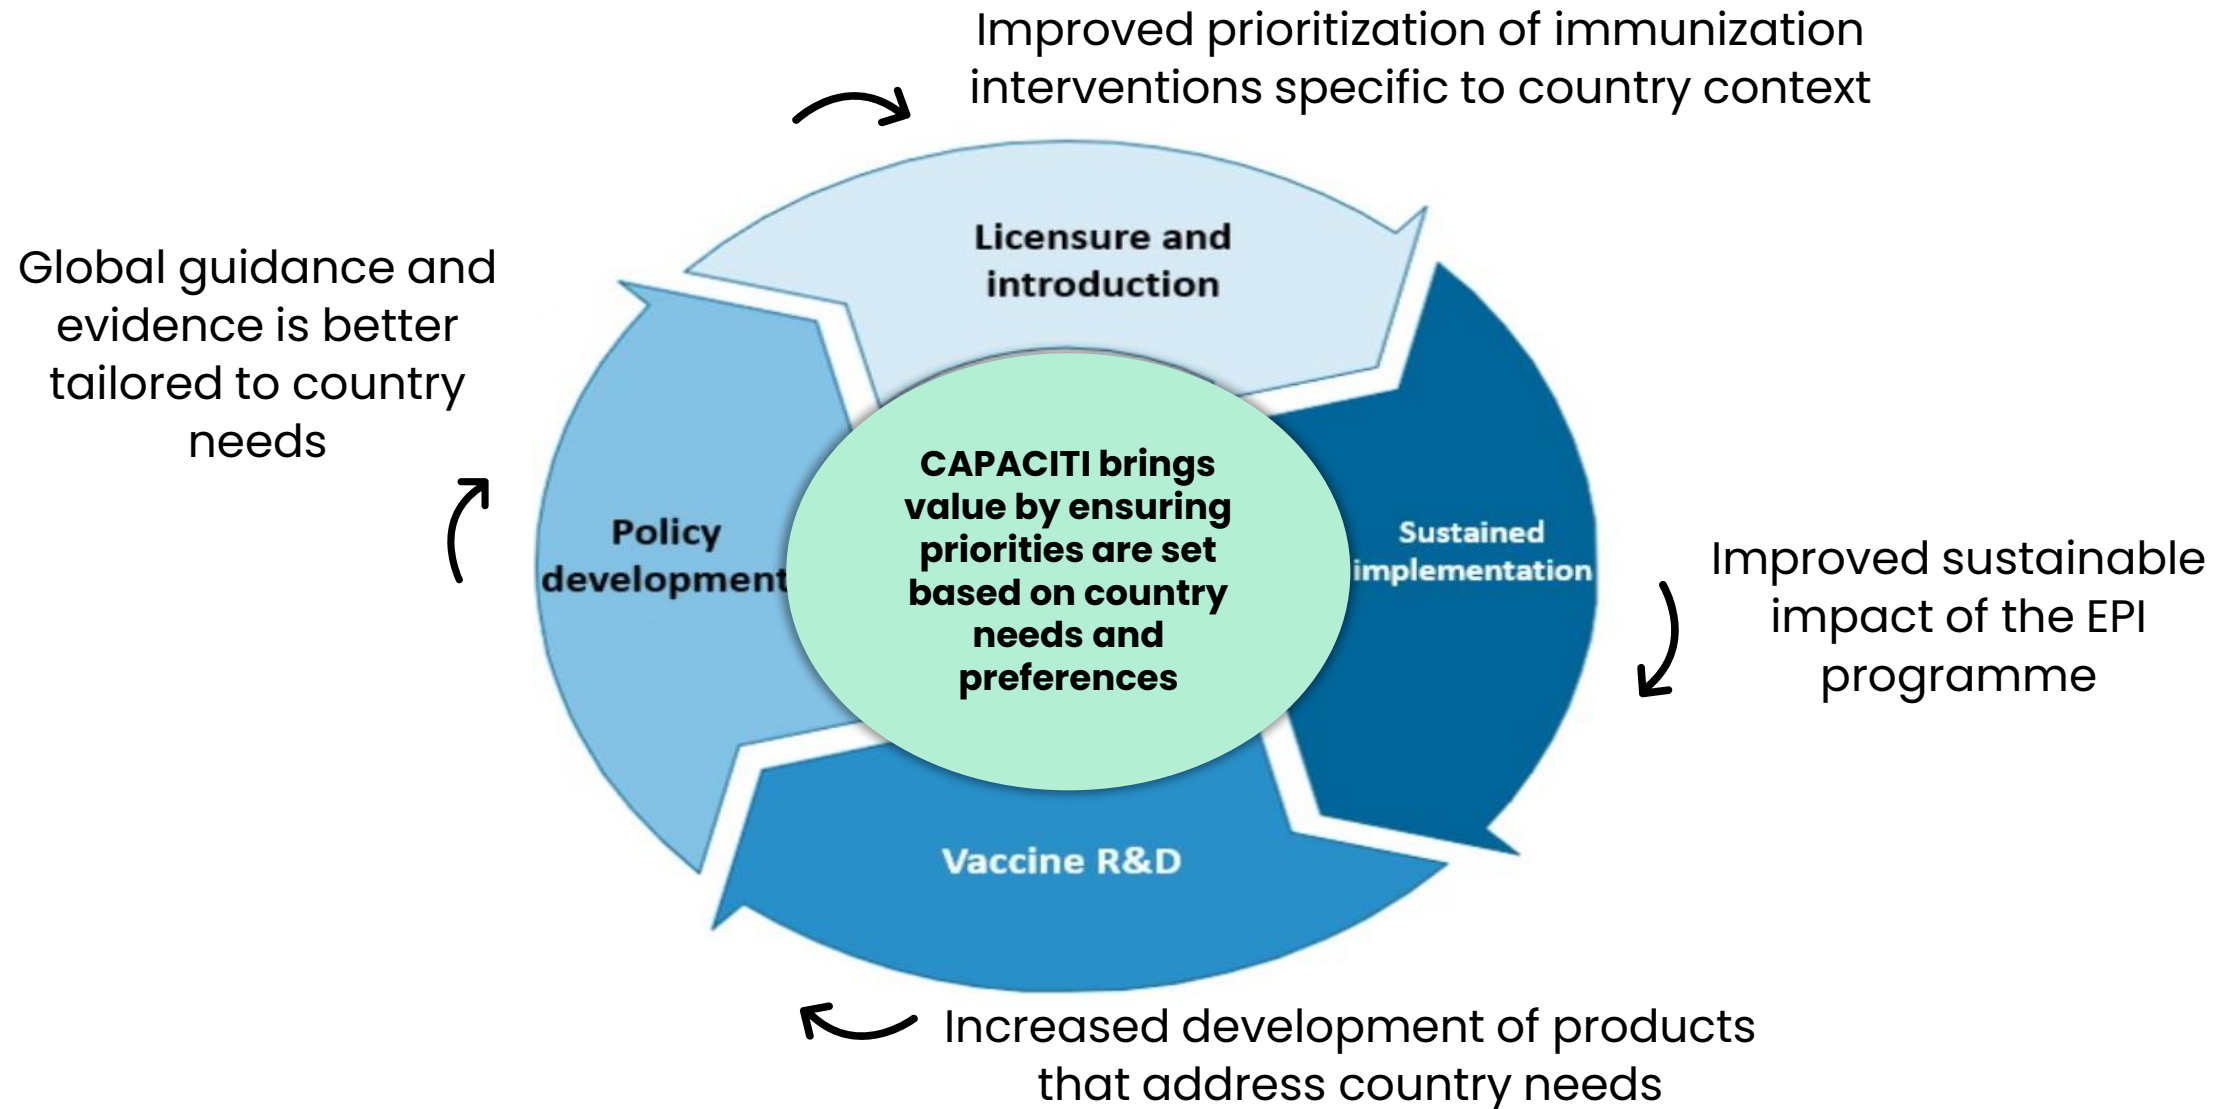 Improved prioritization of immunization
interventions specific to country context
Licensure and
introduction
Global guidance and
evidence is better
tailored to country
needs
CAPACITI brings
value by ensuring
priorities are set
based on country
needs and
preferences
Policy
development
Sustained
implementation
Improved sustainable
impact of the EPI
programme
Vaccine R&D
Increased development of products
that address country needs